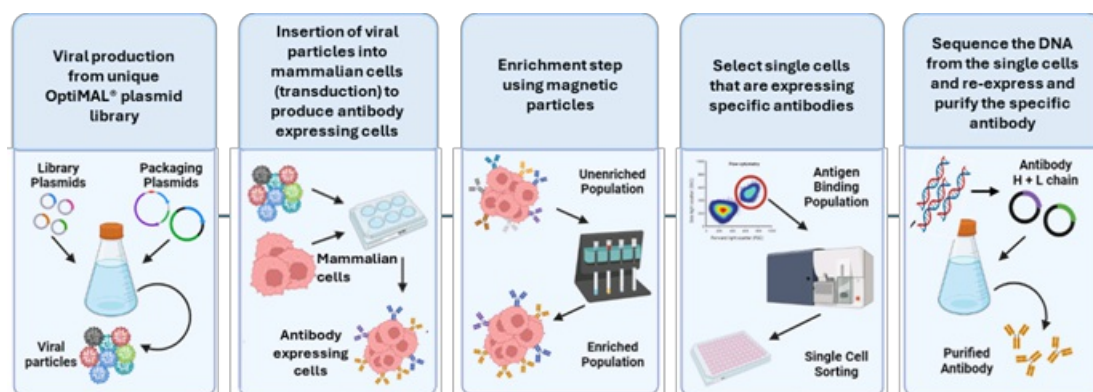 Viral production
from unique
OptiMAL® plasmid
library
Library
Plasmids
Packaging
Plasmids
Viral
particles
Insertion of viral
particles into
mammalian cells
(transduction) to
produce antibody
expressing cells
Mammalian
cells
Antibody
expressing
cells
Enrichment step
using magnetic
particles
Unenriched
Population
Enriched
Population
Select single cells
that are expressing
specific antibodies
Flow cytometry
Antigen
Binding
Population
Single Cell
Sorting
Sequence the DNA
from the single cells
and re-express and
purify the specific
antibody
Antibody
H + L chain
Purified
Antibody